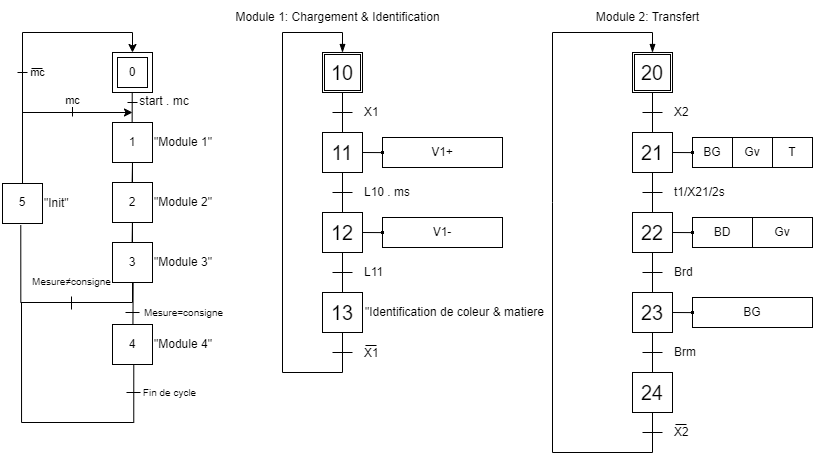 Module 1: Chargement & Identification
Module 2: Transfert
0
m̅c̅
mc
start . mc
1
"Module 1"
5
"Init"
2
"Module 2"
3
"Module 3"
Mesure≠consigne
Mesure=consigne
4
"Module 4"
Fin de cycle
10
X1
11
V1+
L10 . ms
12
V1-
L11
13
"Identification de coleur & matiere
X̅1̅
20
X2
21
BG
Gv
T
t1/X21/2s
22
BD
Gv
Brd
23
BG
Brm
24
X̅2̅